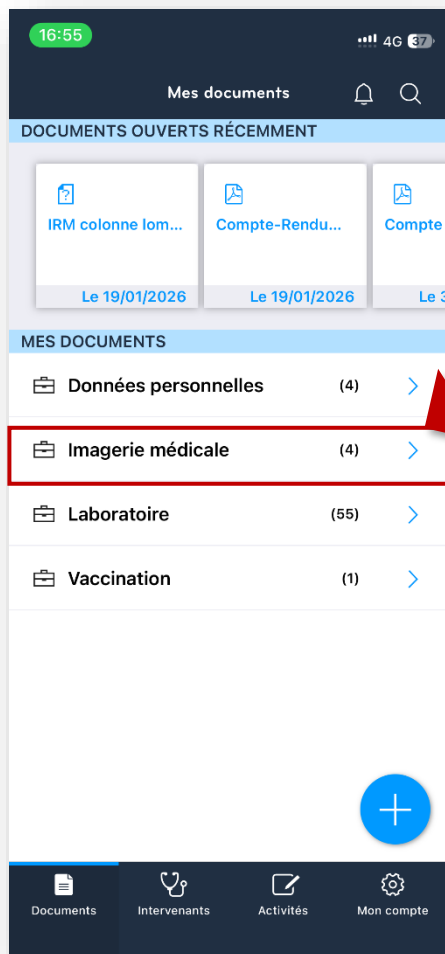 16:55
4G 37
Mes documents
DOCUMENTS OUVERTS RÉCEMMENT
IRM colonne lom...
Compte-Rendu...
Compte
Le 19/01/2026
Le 19/01/2026
Le 3
MES DOCUMENTS
Données personnelles (4)
Imagerie médicale (4)
Laboratoire (55)
Vaccination (1)
Documents
Intervenants
Activités
Mon compte